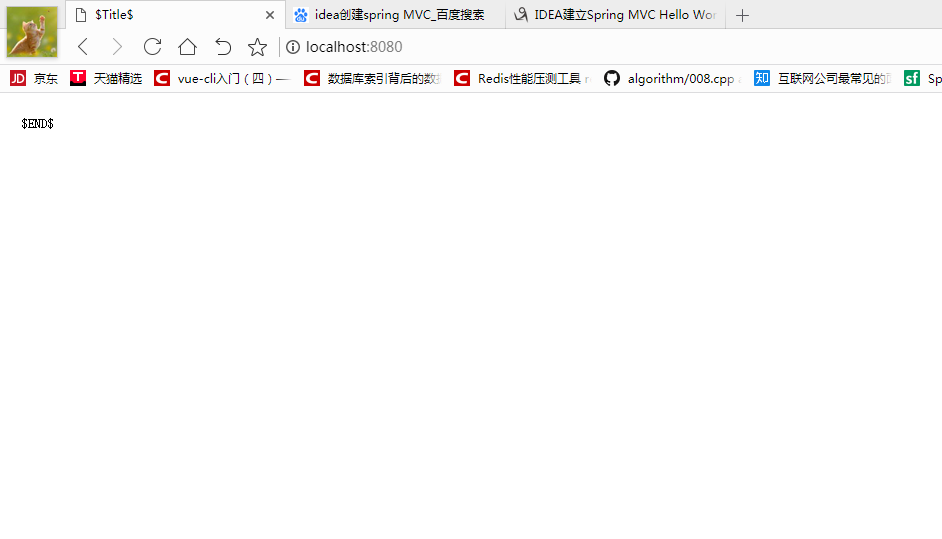 $Title$ idea创建spring MVC_百度搜索 IDEA建立Spring MVC Hello Wor
localhost:8080
JD 京东 T 天猫精选 C vue-cli入门（四）— C 数据库索引背后的数 C Redis性能压测工具 algorithm/008.cpp 知 互联网公司最常见的 sf Sp
$END$